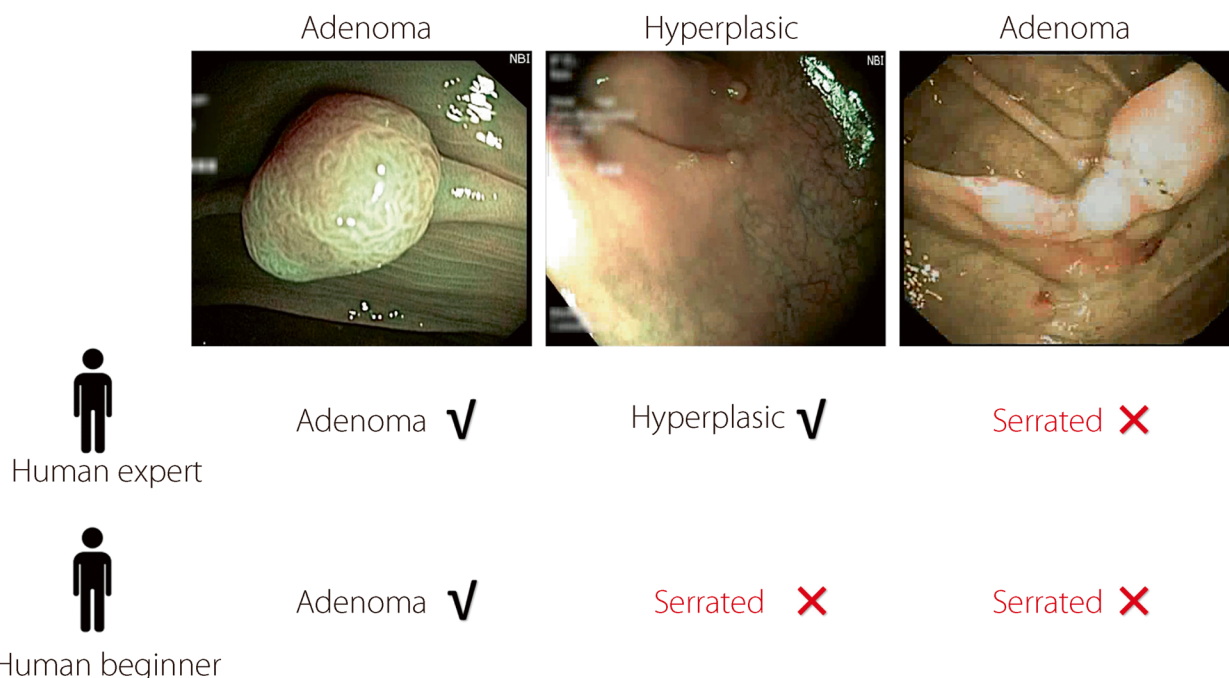 Adenoma
Hyperplasic
Adenoma
NBI
NBI
Adenoma √
Hyperplasic √
Serrated ×
Human expert
Adenoma √
Serrated ×
Serrated ×
Human beginner